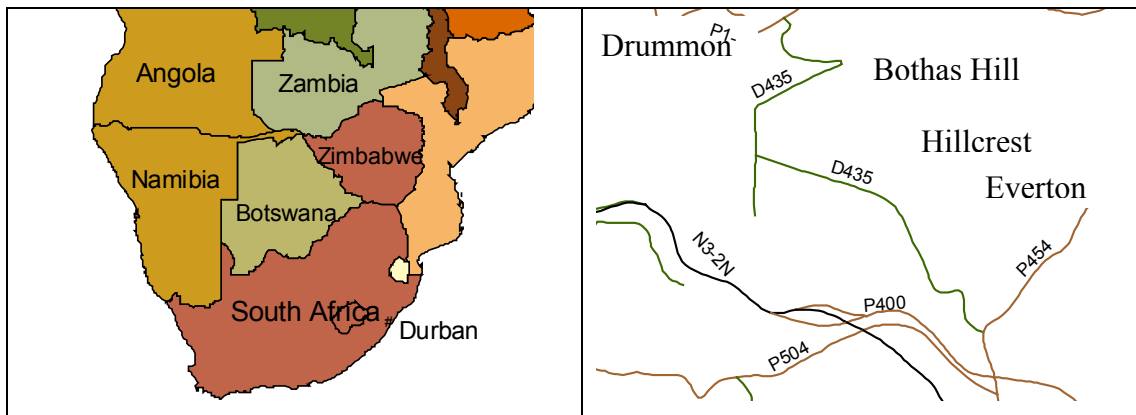 Angola
Zambia
Zimbabwe
Namibia
Botswana
South Africa
# Durban
P1-
Drummon
Bothas Hill
D435
Hillcrest
D435
Everton
N3-2N
P454
P400
P504